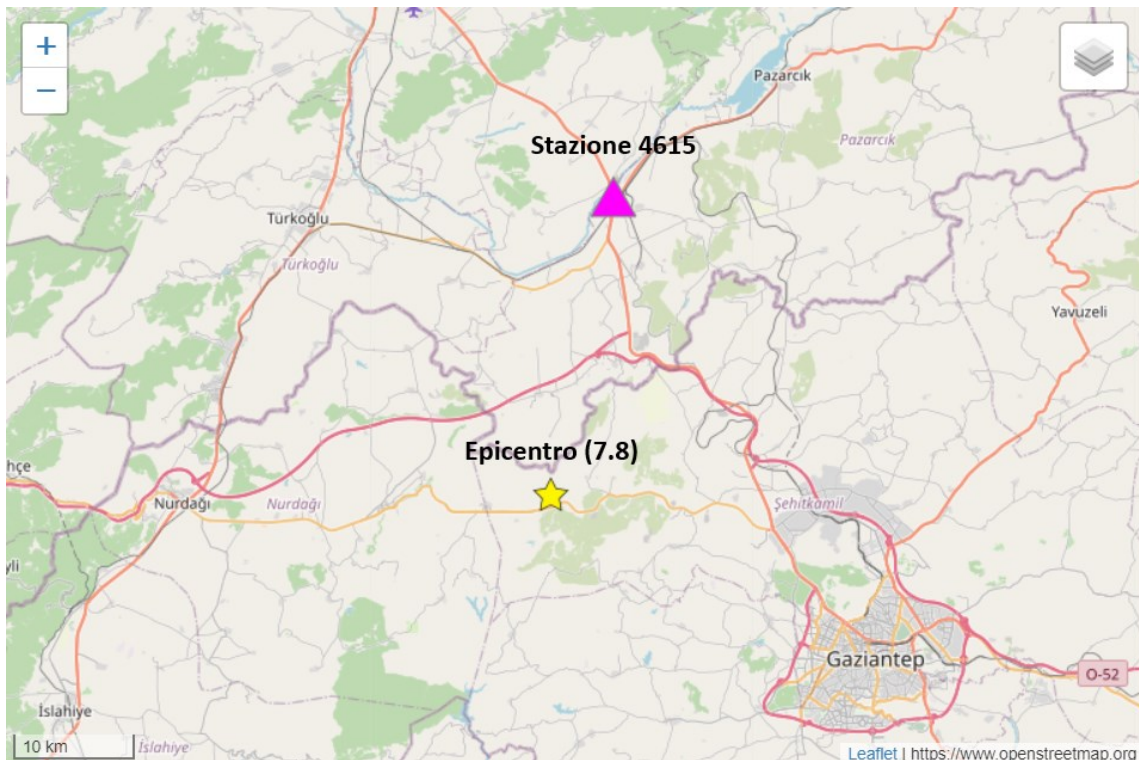 +
−
Pazarcık
Stazione 4615
Pazarcık
Türkoğlu
Türkoğlu
Yavuzeli
Epicentro (7.8)
hçe
Nurdağı
Nurdağı
Şehitkamil
yli
Gaziantep
O-52
İslahiye
10 km
İslahiye
Leaflet | https://www.openstreetmap.org